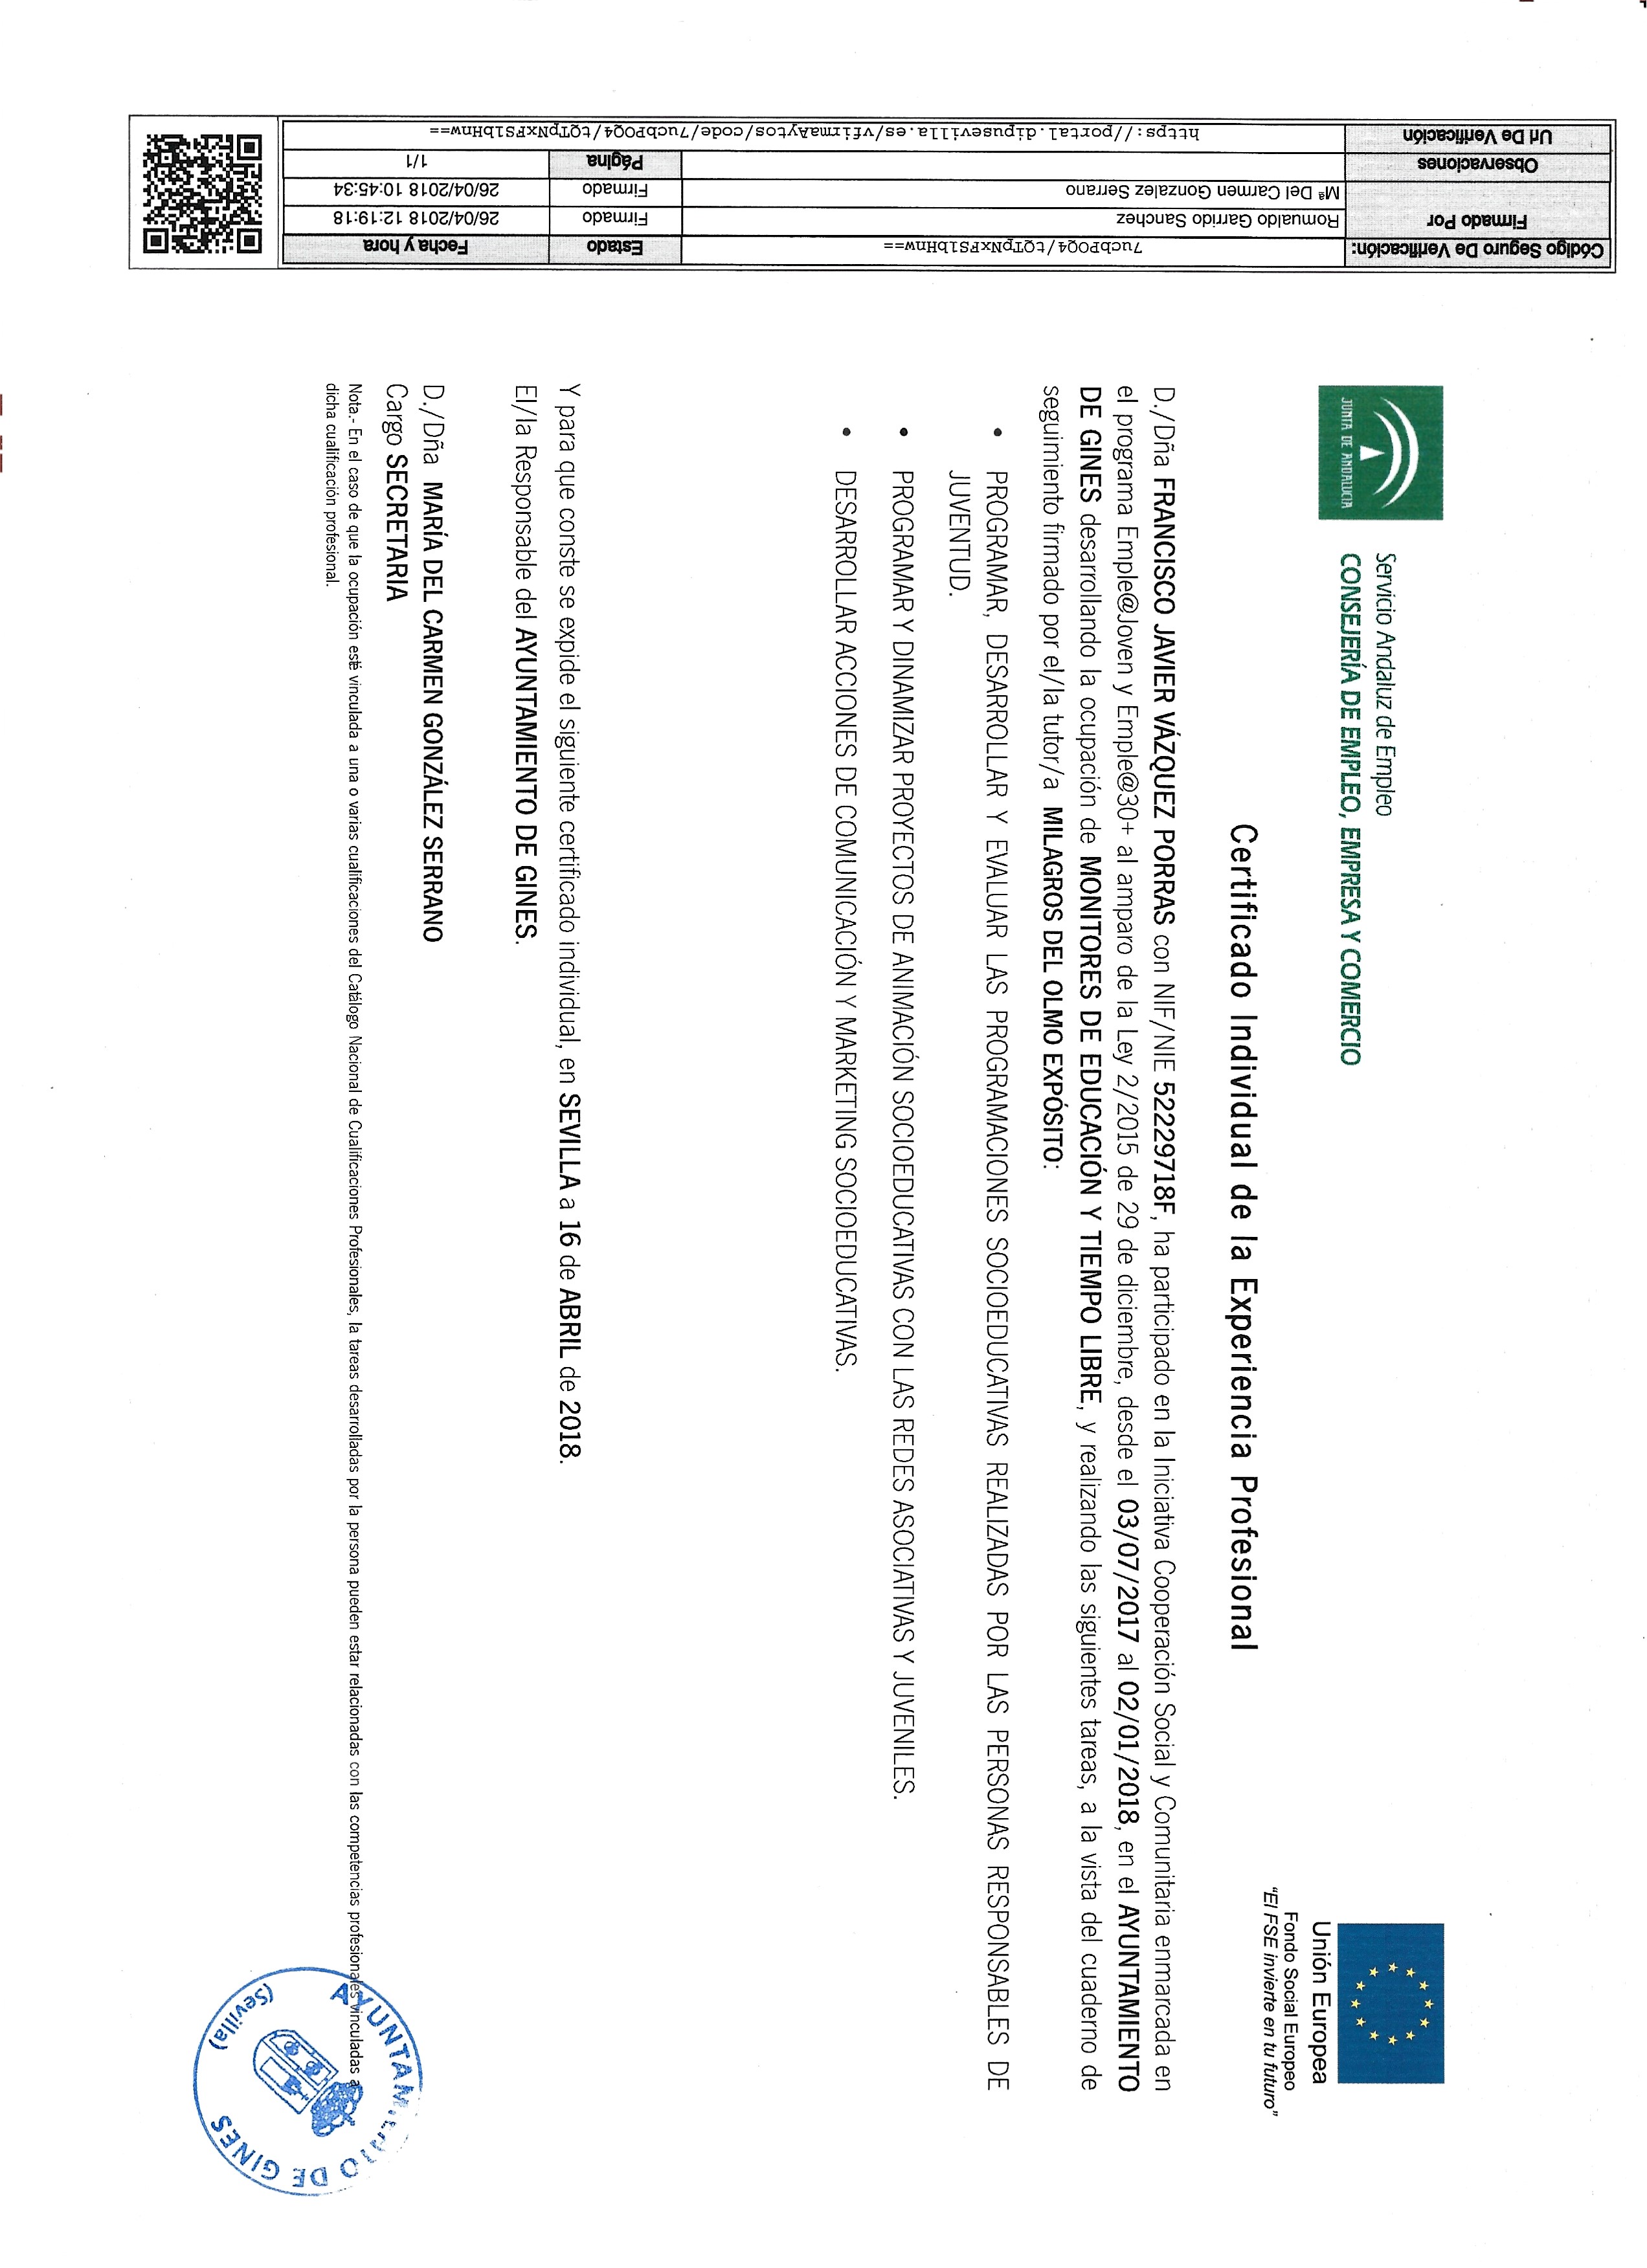 Código Seguro De Verificación: 7ucbPOQ4/tQTpNxFS1bHnw== Estado Fecha y hora
Firmado Por Romualdo Garrido Sanchez Firmado 26/04/2018 12:19:18
Mª Del Carmen Gonzalez Serrano Firmado 26/04/2018 10:45:34
Observaciones Página 1/1
Url De Verificación https://portal.dipusevilla.es/vfirmaAytos/code/7ucbPOQ4/tQTpNxFS1bHnw==
JUNTA DE ANDALUCIA
Servicio Andaluz de Empleo
CONSEJERÍA DE EMPLEO, EMPRESA Y COMERCIO
Unión Europea
Fondo Social Europeo
“El FSE invierte en tu futuro”
Certificado Individual de la Experiencia Profesional
D./Dña FRANCISCO JAVIER VÁZQUEZ PORRAS con NIF/NIE 52229718F, ha participado en la Iniciativa Cooperación Social y Comunitaria enmarcada en
el programa Emple@Joven y Emple@30+ al amparo de la Ley 2/2015 de 29 de diciembre, desde el 03/07/2017 al 02/01/2018, en el AYUNTAMIENTO
DE GINES desarrollando la ocupación de MONITORES DE EDUCACIÓN Y TIEMPO LIBRE, y realizando las siguientes tareas, a la vista del cuaderno de
seguimiento firmado por el/la tutor/a MILAGROS DEL OLMO EXPÓSITO:
• PROGRAMAR, DESARROLLAR Y EVALUAR LAS PROGRAMACIONES SOCIOEDUCATIVAS REALIZADAS POR LAS PERSONAS RESPONSABLES DE
JUVENTUD.
• PROGRAMAR Y DINAMIZAR PROYECTOS DE ANIMACIÓN SOCIOEDUCATIVAS CON LAS REDES ASOCIATIVAS Y JUVENILES.
• DESARROLLAR ACCIONES DE COMUNICACIÓN Y MARKETING SOCIOEDUCATIVAS.
Y para que conste se expide el siguiente certificado individual, en SEVILLA a 16 de ABRIL de 2018.
El/la Responsable del AYUNTAMIENTO DE GINES.
D./Dña MARÍA DEL CARMEN GONZÁLEZ SERRANO
Cargo SECRETARIA
Nota.- En el caso de que la ocupación esté vinculada a una o varias cualificaciones del Catálogo Nacional de Cualificaciones Profesionales, la tareas desarrolladas por la persona pueden estar relacionadas con las competencias profesionales vinculadas a
dicha cualificación profesional.
AYUNTAMIENTO DE GINES
(Sevilla)